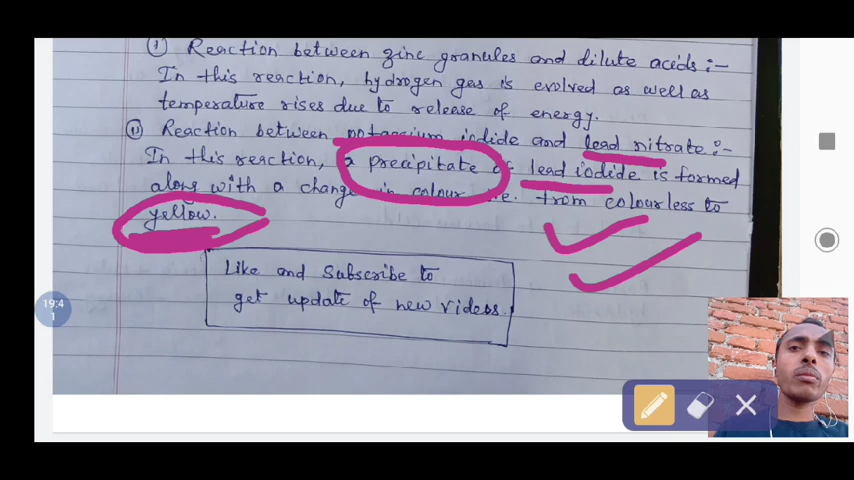 (i) Reaction between zinc granules and dilute acids :-
In this reaction, hydrogen gas is evolved as well as
temperature rises due to release of energy.
(ii) Reaction between potassium iodide and lead nitrate :-
In this reaction, a precipitate of lead iodide is formed
along with a change in colour i.e. from colourless to
yellow.
Like and Subscribe to
get update of new videos.
19:4
1